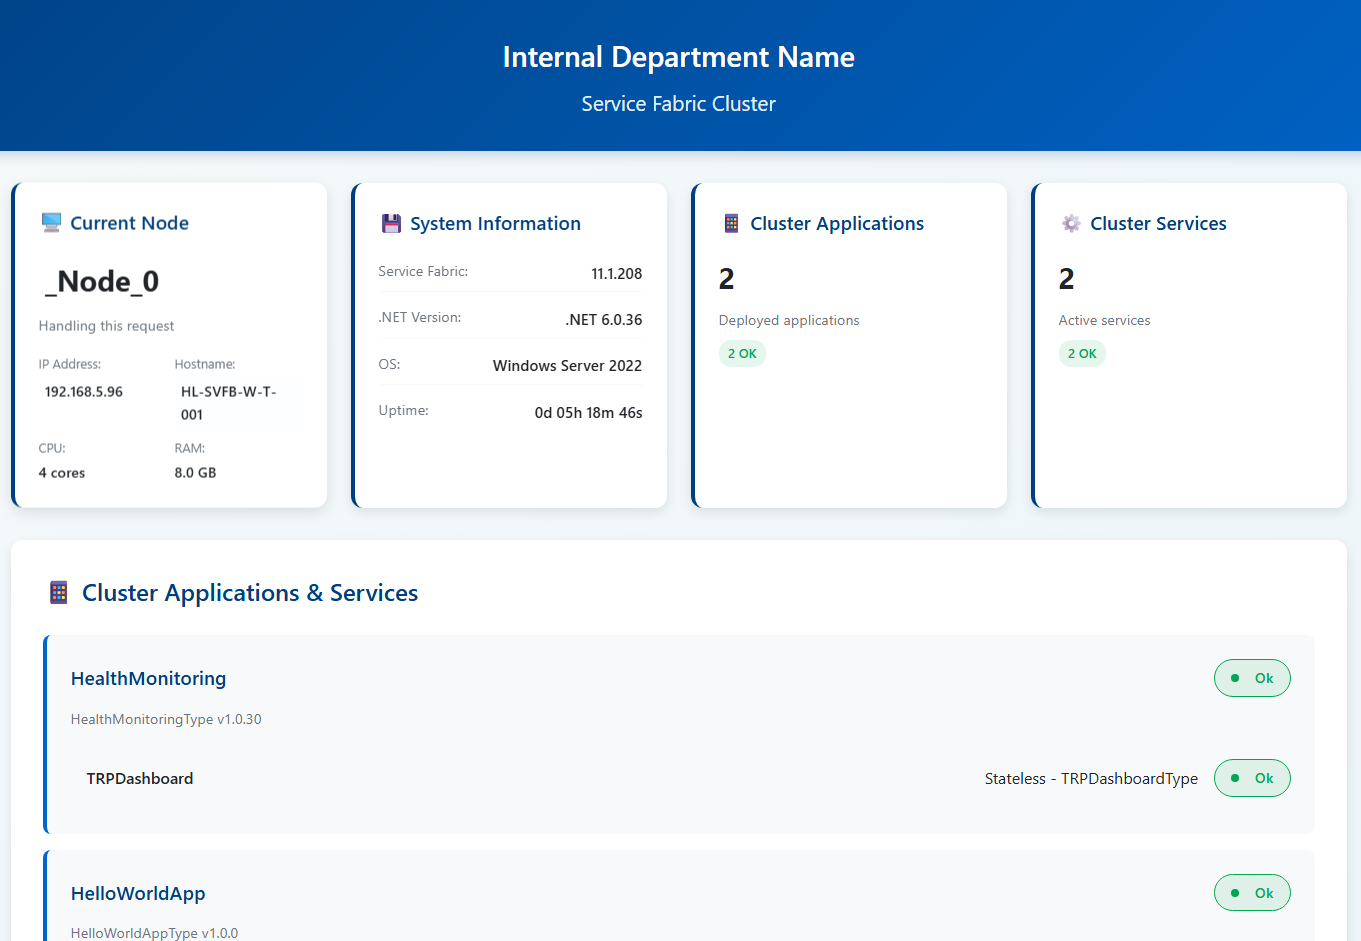 Internal Department Name
Service Fabric Cluster
Current Node
_Node_0
Handling this request
IP Address:
192.168.5.96
Hostname:
HL-SVFB-W-T-
001
CPU:
4 cores
RAM:
8.0 GB
System Information
Service Fabric: 11.1.208
.NET Version: .NET 6.0.36
OS: Windows Server 2022
Uptime: 0d 05h 18m 46s
Cluster Applications
2
Deployed applications
2 OK
Cluster Services
2
Active services
2 OK
Cluster Applications & Services
HealthMonitoring Ok
HealthMonitoringType v1.0.30
TRPDashboard Stateless - TRPDashboardType Ok
HelloWorldApp Ok
HelloWorldAppType v1.0.0